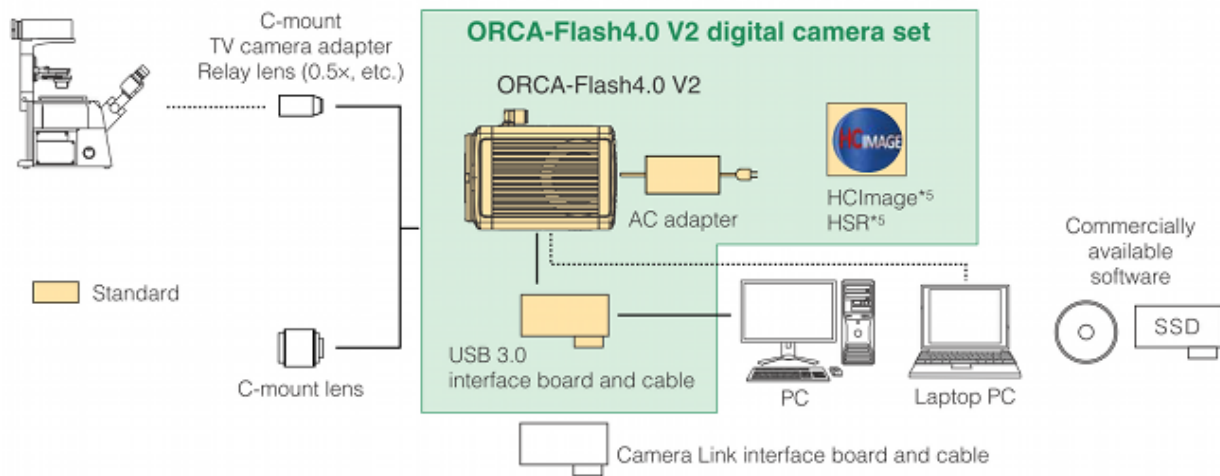 C-mount
TV camera adapter
Relay lens (0.5×, etc.)
ORCA-Flash4.0 V2 digital camera set
ORCA-Flash4.0 V2
HCIMAGE
AC adapter
HCImage*5
HSR*5
Commercially
available
software
Standard
SSD
USB 3.0
interface board and cable
C-mount lens
PC
Laptop PC
Camera Link interface board and cable